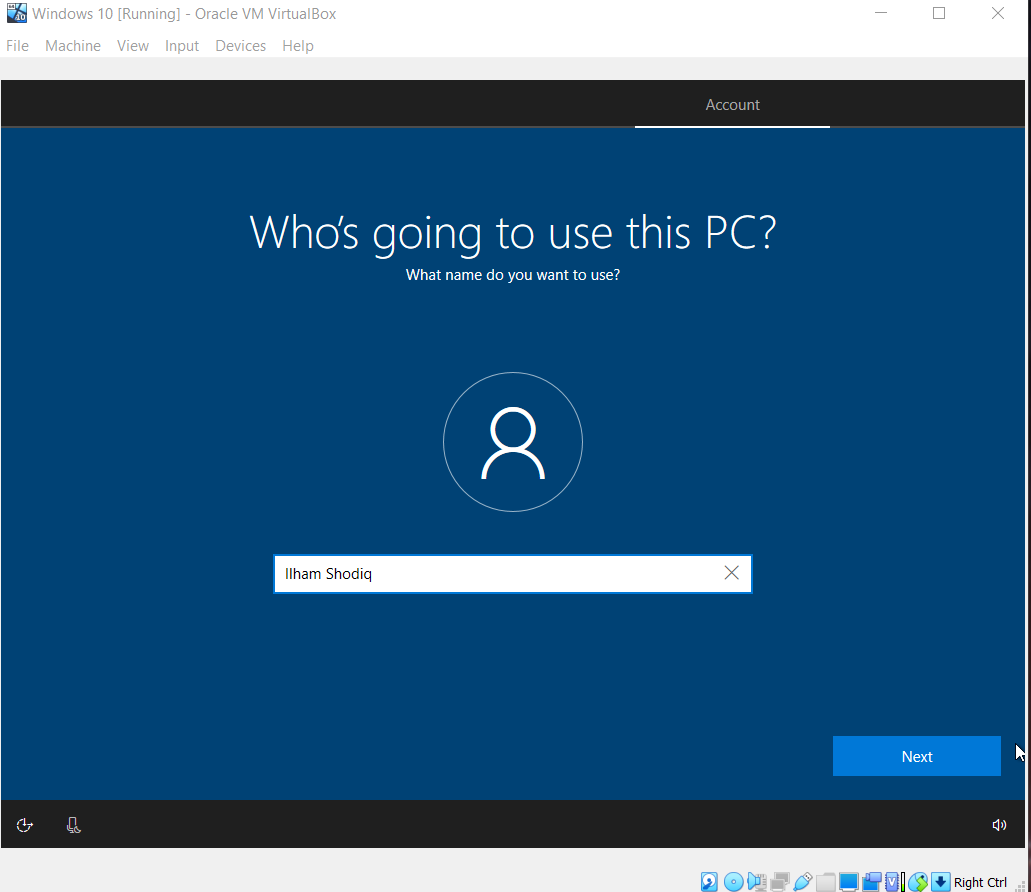 Windows 10 [Running] - Oracle VM VirtualBox
File Machine View Input Devices Help
Account
Who's going to use this PC?
What name do you want to use?
Ilham Shodiq
Next
Right Ctrl